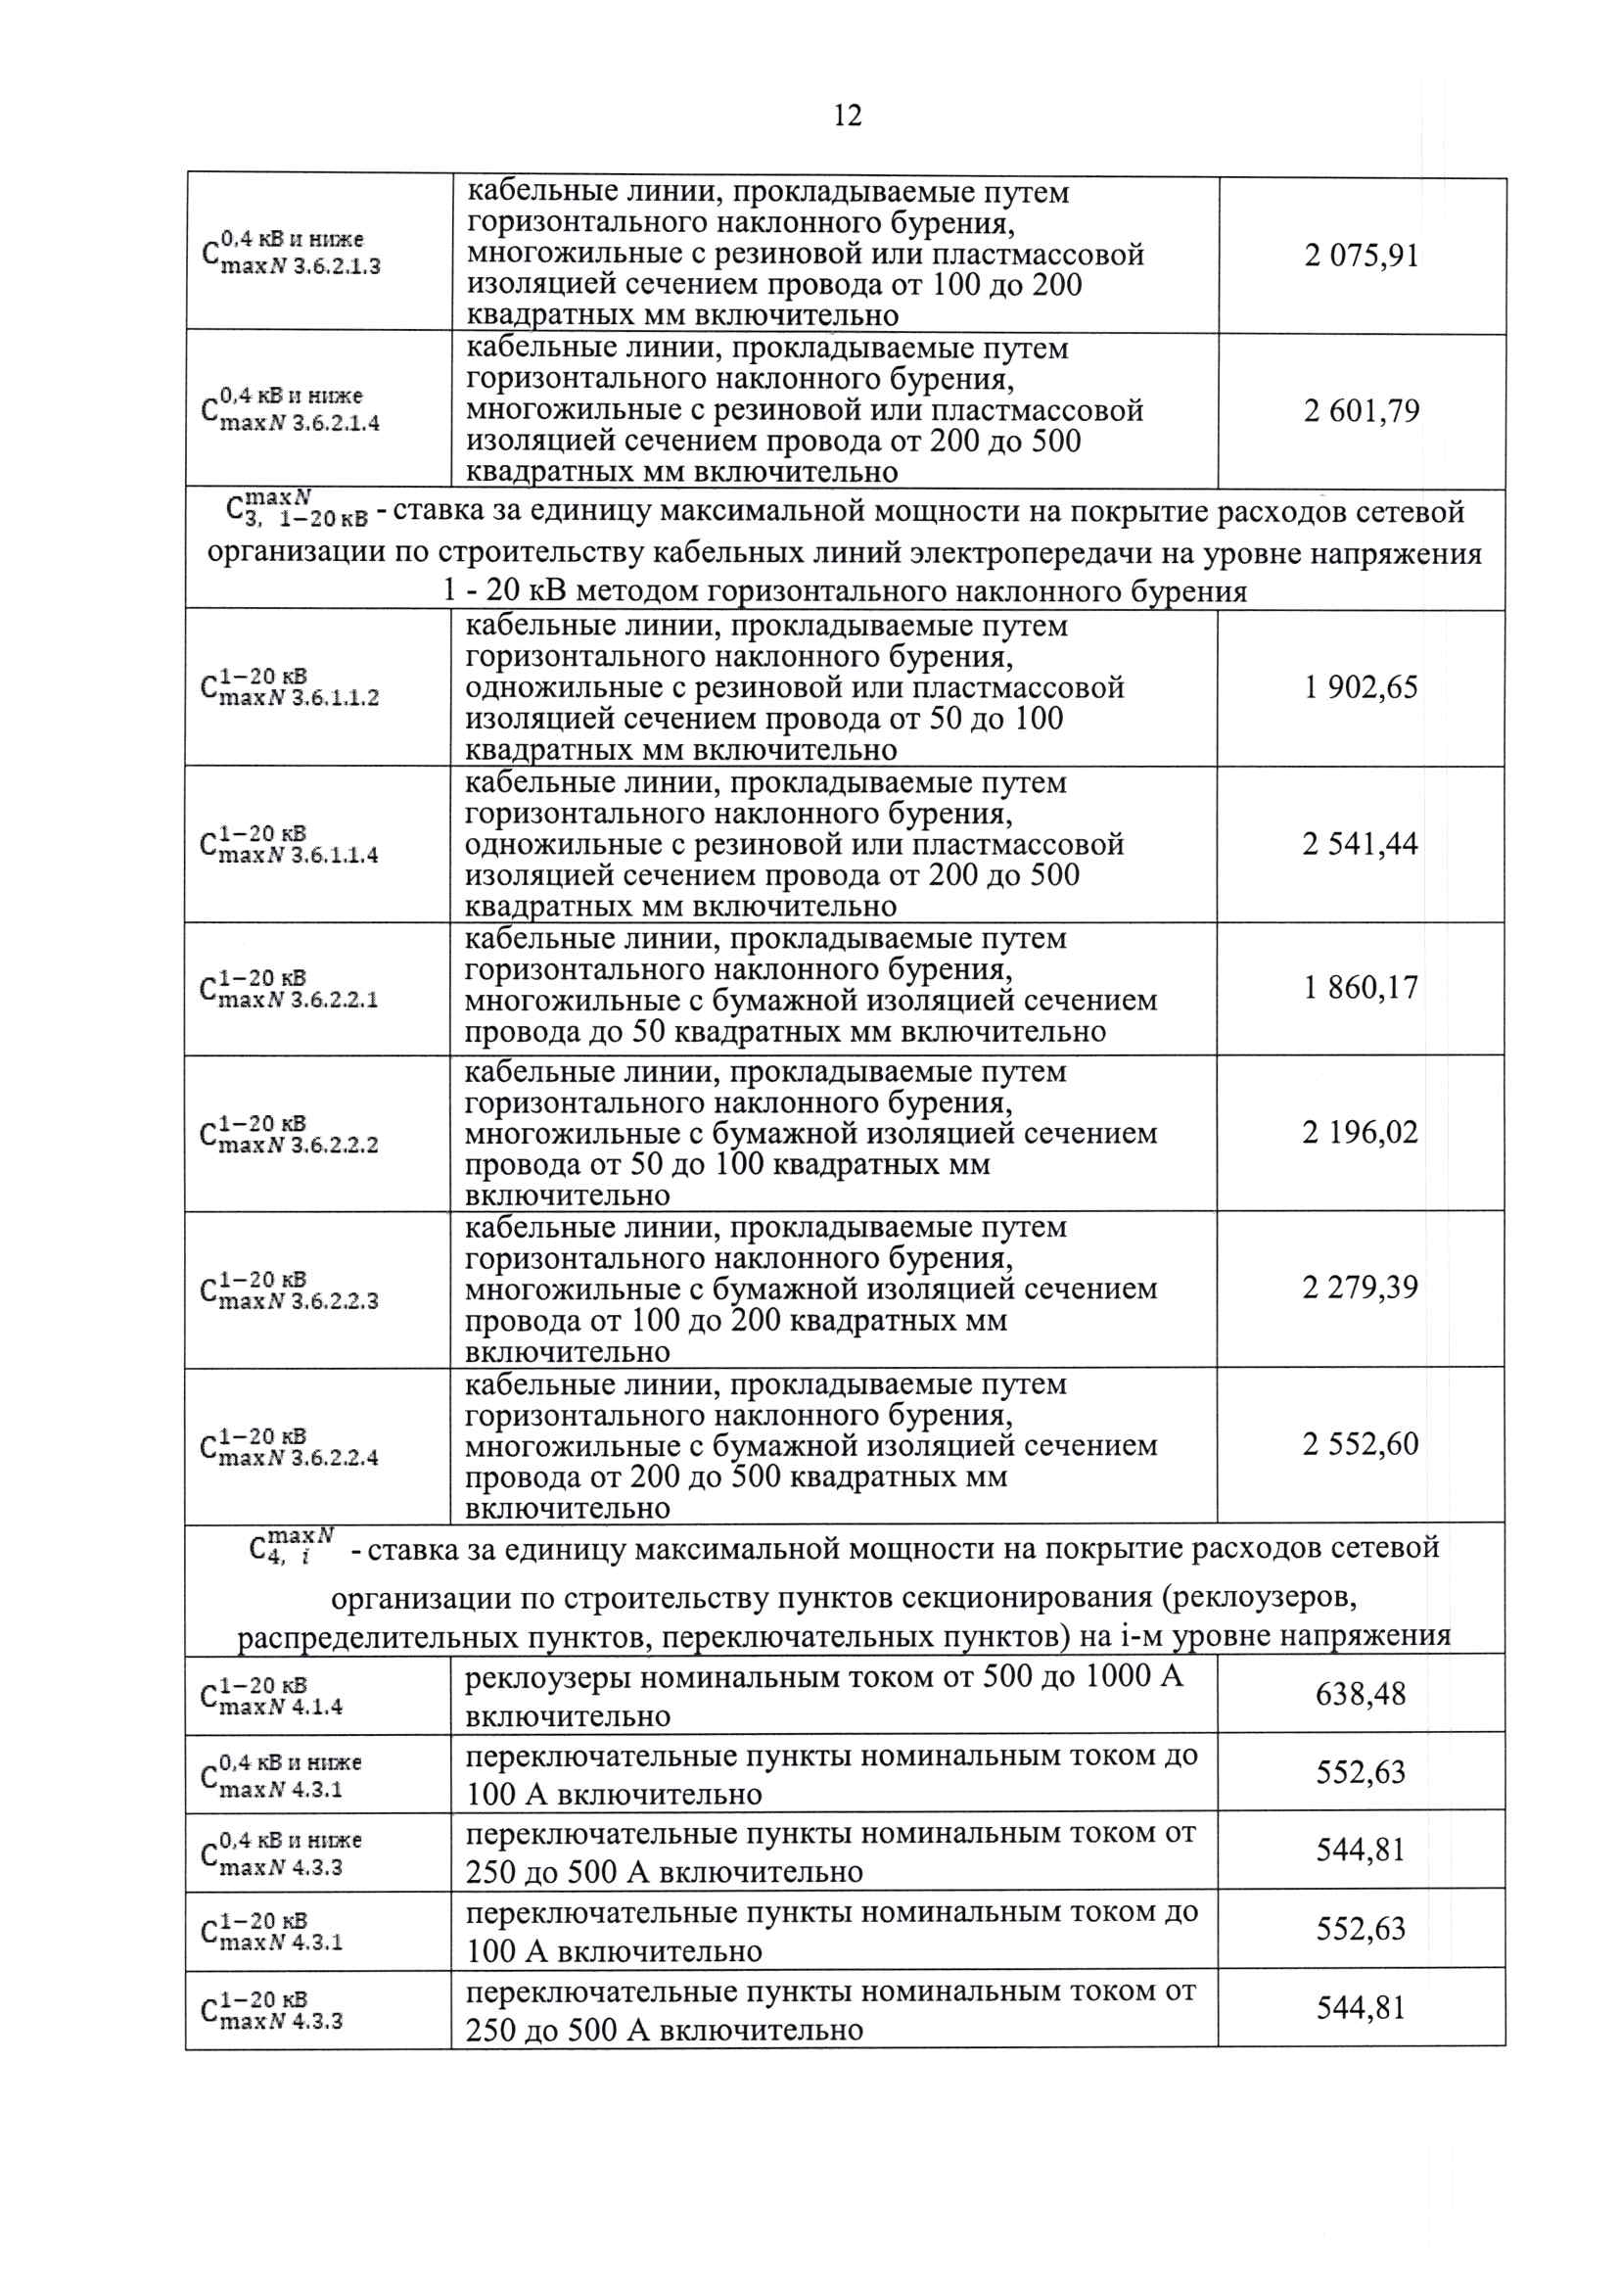 12
кабельные линии, прокладываемые путем
горизонтального наклонного бурения,
C^{0,4 кВ и ниже}_{maxN 3.6.2.1.3} многожильные с резиновой или пластмассовой 2 075,91
изоляцией сечением провода от 100 до 200
квадратных мм включительно
кабельные линии, прокладываемые путем
горизонтального наклонного бурения,
C^{0,4 кВ и ниже}_{maxN 3.6.2.1.4} многожильные с резиновой или пластмассовой 2 601,79
изоляцией сечением провода от 200 до 500
квадратных мм включительно
C^{maxN}_{3, 1–20 кВ} - ставка за единицу максимальной мощности на покрытие расходов сетевой
организации по строительству кабельных линий электропередачи на уровне напряжения
1 - 20 кВ методом горизонтального наклонного бурения
кабельные линии, прокладываемые путем
горизонтального наклонного бурения,
C^{1–20 кВ}_{maxN 3.6.1.1.2} одножильные с резиновой или пластмассовой 1 902,65
изоляцией сечением провода от 50 до 100
квадратных мм включительно
кабельные линии, прокладываемые путем
горизонтального наклонного бурения,
C^{1–20 кВ}_{maxN 3.6.1.1.4} одножильные с резиновой или пластмассовой 2 541,44
изоляцией сечением провода от 200 до 500
квадратных мм включительно
кабельные линии, прокладываемые путем
горизонтального наклонного бурения,
C^{1–20 кВ}_{maxN 3.6.2.2.1} многожильные с бумажной изоляцией сечением 1 860,17
провода до 50 квадратных мм включительно
кабельные линии, прокладываемые путем
горизонтального наклонного бурения,
C^{1–20 кВ}_{maxN 3.6.2.2.2} многожильные с бумажной изоляцией сечением 2 196,02
провода от 50 до 100 квадратных мм
включительно
кабельные линии, прокладываемые путем
горизонтального наклонного бурения,
C^{1–20 кВ}_{maxN 3.6.2.2.3} многожильные с бумажной изоляцией сечением 2 279,39
провода от 100 до 200 квадратных мм
включительно
кабельные линии, прокладываемые путем
горизонтального наклонного бурения,
C^{1–20 кВ}_{maxN 3.6.2.2.4} многожильные с бумажной изоляцией сечением 2 552,60
провода от 200 до 500 квадратных мм
включительно
C^{maxN}_{4, i} - ставка за единицу максимальной мощности на покрытие расходов сетевой
организации по строительству пунктов секционирования (реклоузеров,
распределительных пунктов, переключательных пунктов) на i-м уровне напряжения
C^{1–20 кВ}_{maxN 4.1.4} реклоузеры номинальным током от 500 до 1000 А 638,48
включительно
C^{0,4 кВ и ниже}_{maxN 4.3.1} переключательные пункты номинальным током до 552,63
100 А включительно
C^{0,4 кВ и ниже}_{maxN 4.3.3} переключательные пункты номинальным током от 544,81
250 до 500 А включительно
C^{1–20 кВ}_{maxN 4.3.1} переключательные пункты номинальным током до 552,63
100 А включительно
C^{1–20 кВ}_{maxN 4.3.3} переключательные пункты номинальным током от 544,81
250 до 500 А включительно